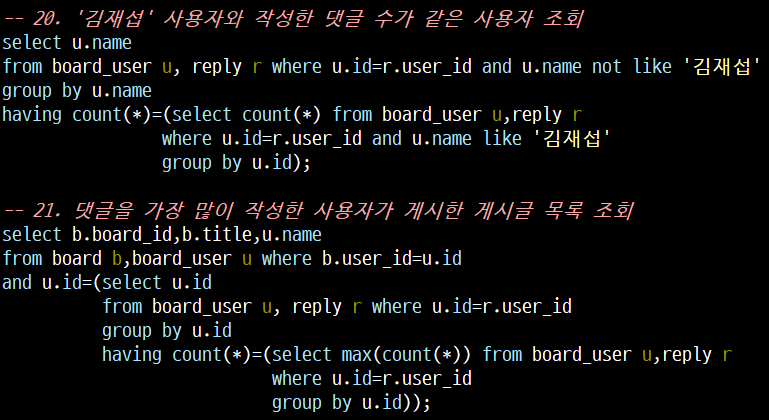 -- 20. '김재섭' 사용자와 작성한 댓글 수가 같은 사용자 조회
select u.name
from board_user u, reply r where u.id=r.user_id and u.name not like '김재섭'
group by u.name
having count(*)=(select count(*) from board_user u,reply r
where u.id=r.user_id and u.name like '김재섭'
group by u.id);
-- 21. 댓글을 가장 많이 작성한 사용자가 게시한 게시글 목록 조회
select b.board_id,b.title,u.name
from board b,board_user u where b.user_id=u.id
and u.id=(select u.id
from board_user u, reply r where u.id=r.user_id
group by u.id
having count(*)=(select max(count(*)) from board_user u,reply r
where u.id=r.user_id
group by u.id));